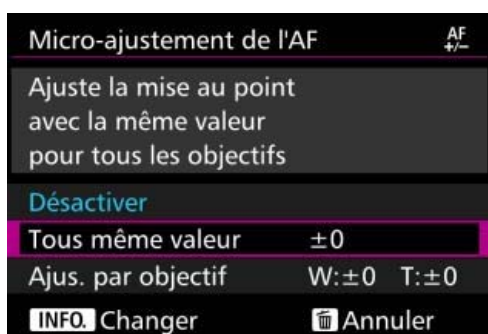 Micro-ajustement de l'AF AF +/−
Ajuste la mise au point
avec la même valeur
pour tous les objectifs
Désactiver
Tous même valeur ±0
Ajus. par objectif W:±0 T:±0
INFO. Changer Annuler